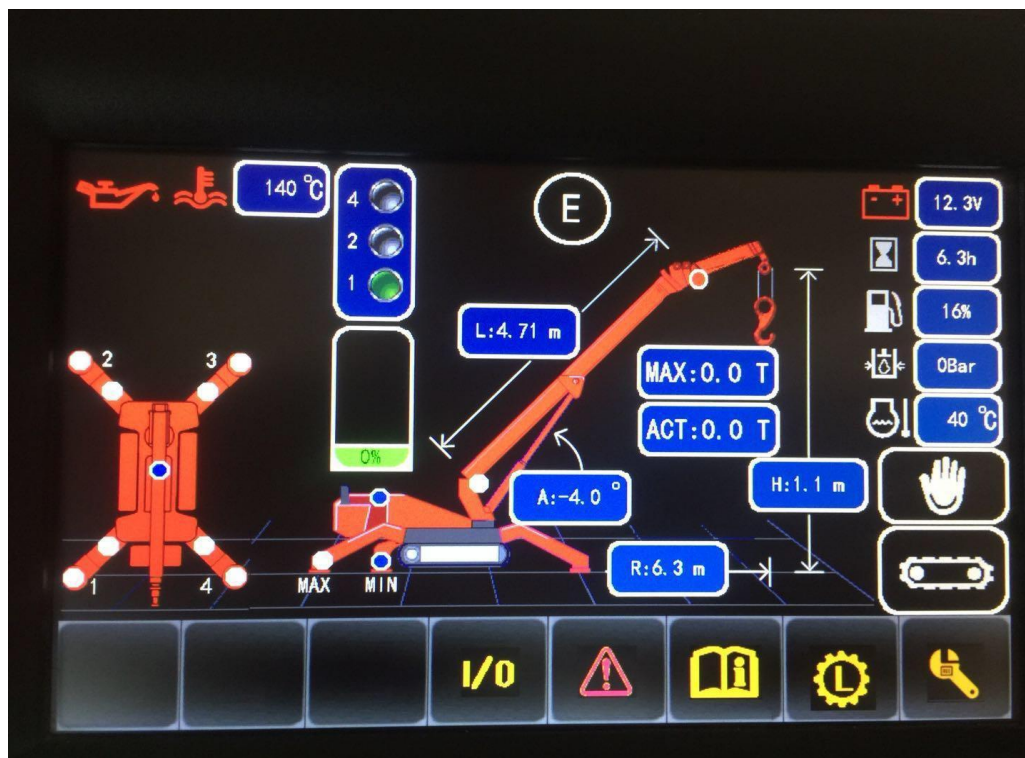 140 ℃
4
2
1
E
12.3V
6.3h
16%
0Bar
40 ℃
L:4.71 m
MAX:0.0 T
ACT:0.0 T
2
3
0%
A:-4.0 °
H:1.1 m
R:6.3 m
1
4
MAX
MIN
I/O
L